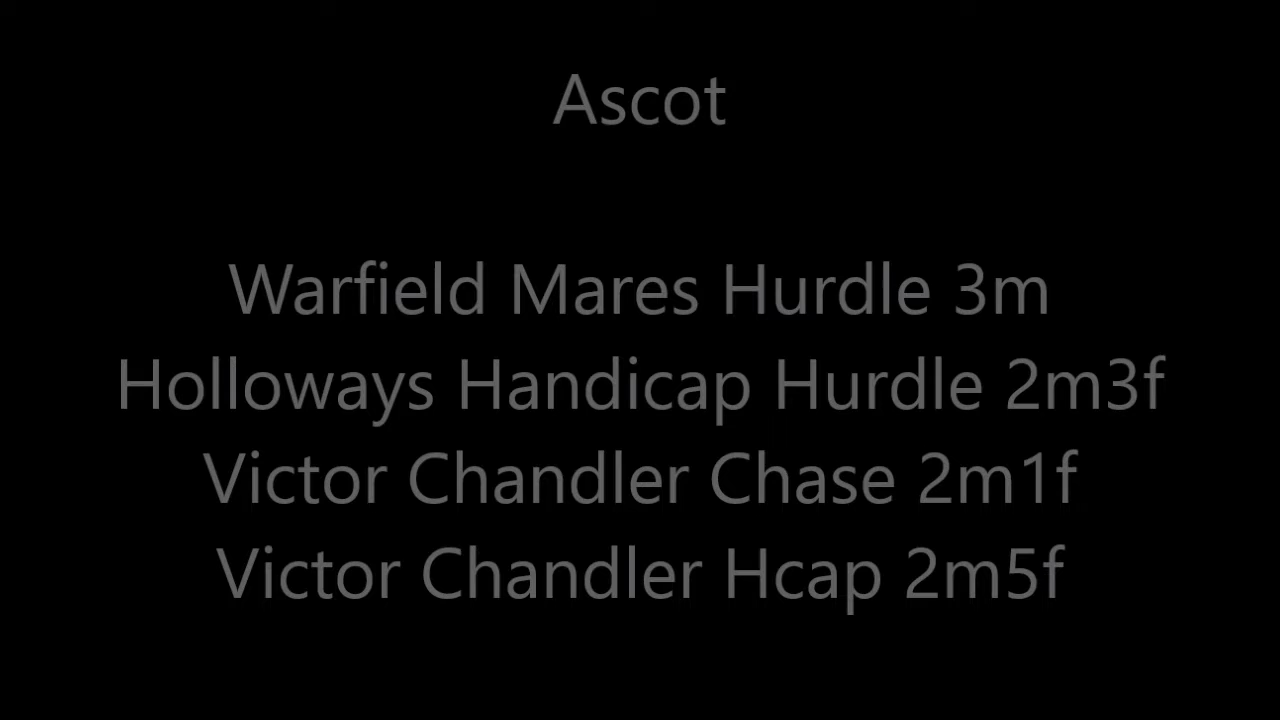 Ascot
Warfield Mares Hurdle 3m
Holloways Handicap Hurdle 2m3f
Victor Chandler Chase 2m1f
Victor Chandler Hcap 2m5f